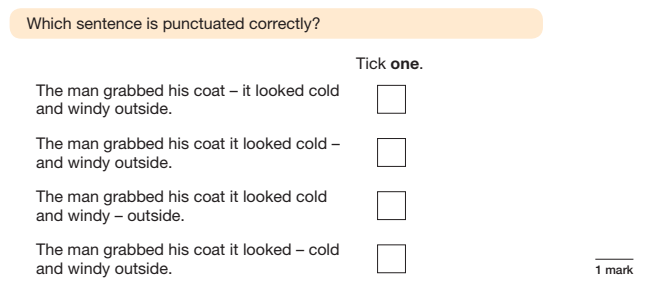 Which sentence is punctuated correctly?
Tick one.
The man grabbed his coat – it looked cold
and windy outside.
The man grabbed his coat it looked cold –
and windy outside.
The man grabbed his coat it looked cold
and windy – outside.
The man grabbed his coat it looked – cold
and windy outside.
1 mark